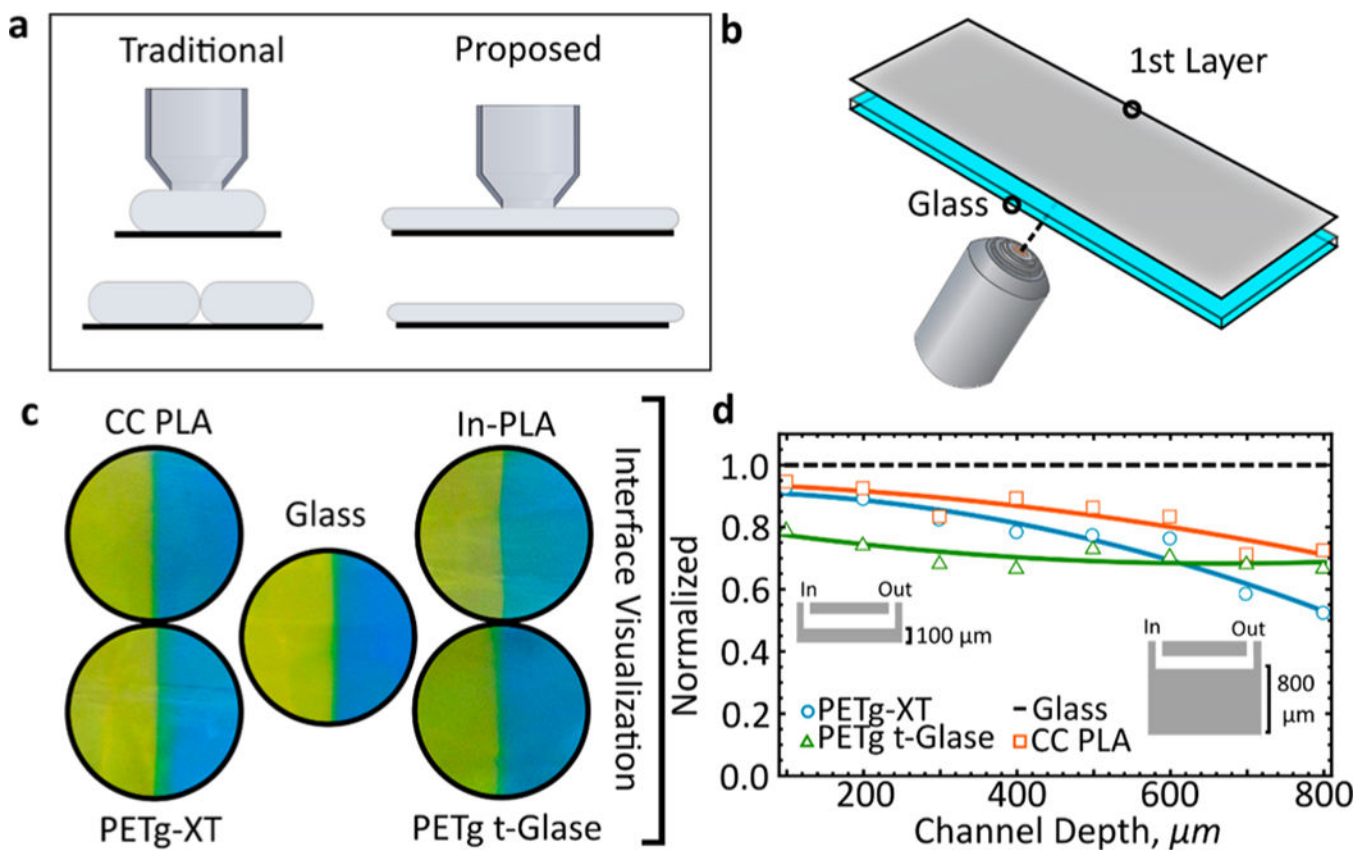 a
Traditional
Proposed
b
1st Layer
Glass
c
CC PLA
In-PLA
Glass
PETg-XT
PETg t-Glase
Interface Visualization
d
Normalized
1.0
0.8
0.6
0.4
0.2
0.0
In
Out
100 μm
In
Out
800
μm
PETg-XT
Glass
PETg t-Glase
CC PLA
200
400
600
800
Channel Depth, μm